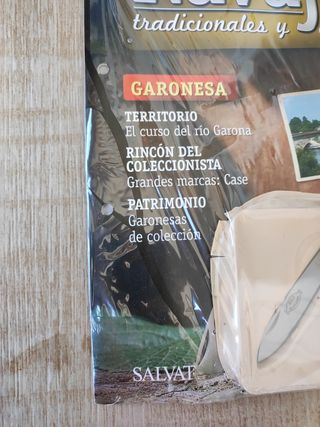 tradicionales y
GARONESA
TERRITORIO
El curso del río Garona
RINCÓN DEL
COLECCIONISTA
Grandes marcas: Case
PATRIMONIO
Garonesas
de colección
SALVAT